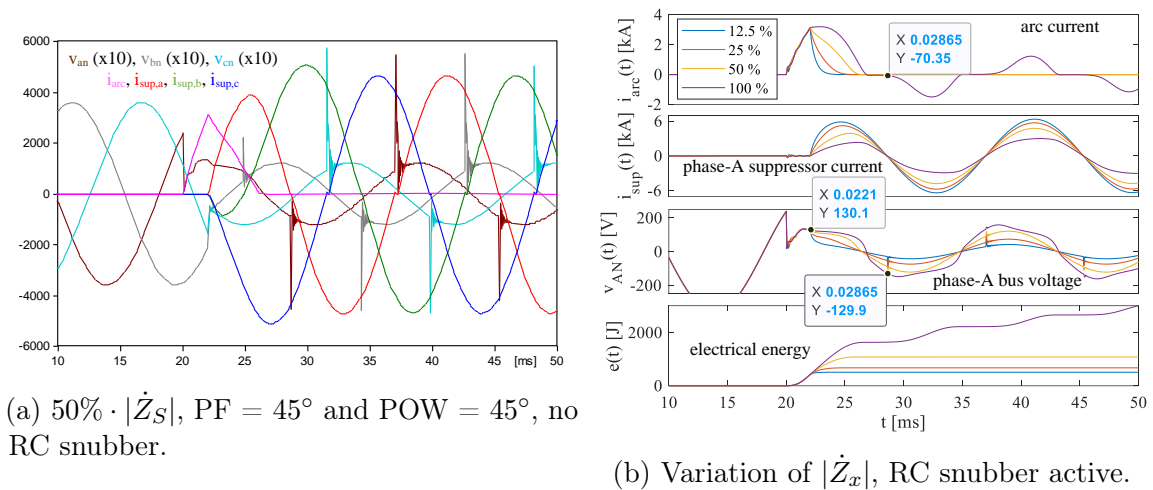 6000
4000
2000
0
-2000
-4000
-6000
v_an (x10), v_bn (x10), v_cn (x10)
i_arc, i_sup,a, i_sup,b, i_sup,c
10 15 20 25 30 35 40 45 [ms] 50
(a) 50% · |Ż_S|, PF = 45° and POW = 45°, no
RC snubber.
i_arc(t) [kA]
4
2
0
-2
12.5 %
25 %
50 %
100 %
arc current
X 0.02865
Y -70.35
i_sup(t) [kA]
6
0
-6
phase-A suppressor current
X 0.0221
Y 130.1
v_AN(t) [V]
200
0
-200
phase-A bus voltage
X 0.02865
Y -129.9
e(t) [J]
2000
0
electrical energy
10 15 20 25 30 35 40 45 50
t [ms]
(b) Variation of |Ż_x|, RC snubber active.